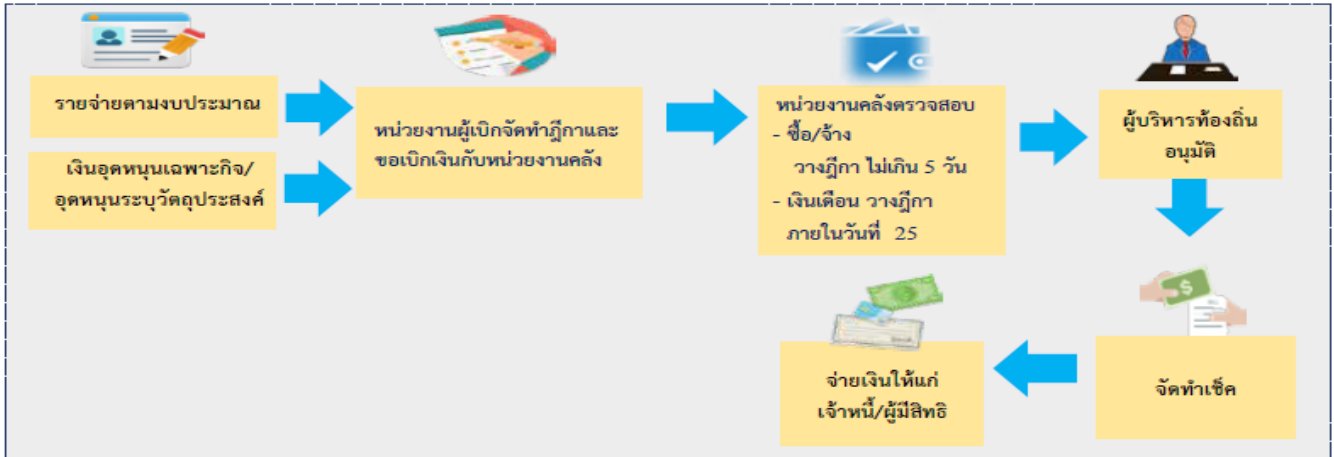 รายจ่ายตามงบประมาณ
เงินอุดหนุนเฉพาะกิจ/
อุดหนุนระบุวัตถุประสงค์
หน่วยงานผู้เบิกจัดทำฎีกาและ
ขอเบิกเงินกับหน่วยงานคลัง
หน่วยงานคลังตรวจสอบ
- ซื้อ/จ้าง
วางฎีกา ไม่เกิน 5 วัน
- เงินเดือน วางฎีกา
ภายในวันที่ 25
ผู้บริหารท้องถิ่น
อนุมัติ
จัดทำเช็ค
จ่ายเงินให้แก่
เจ้าหนี้/ผู้มีสิทธิ